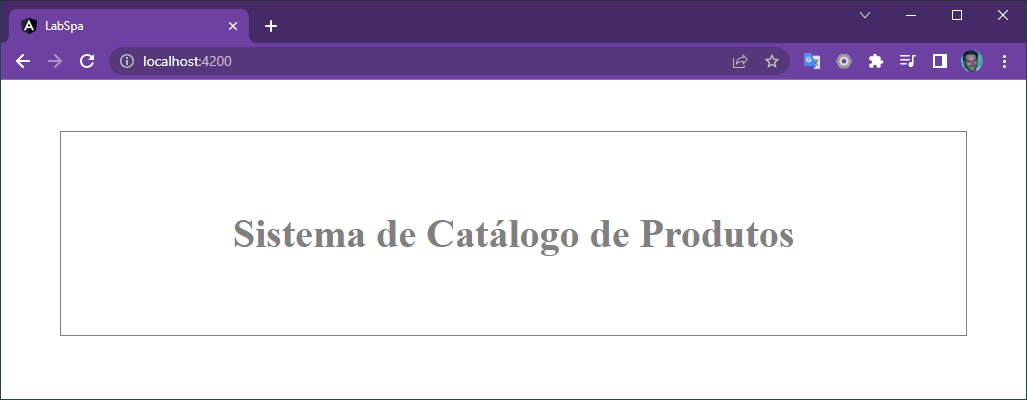 LabSpa
localhost:4200
Sistema de Catálogo de Produtos